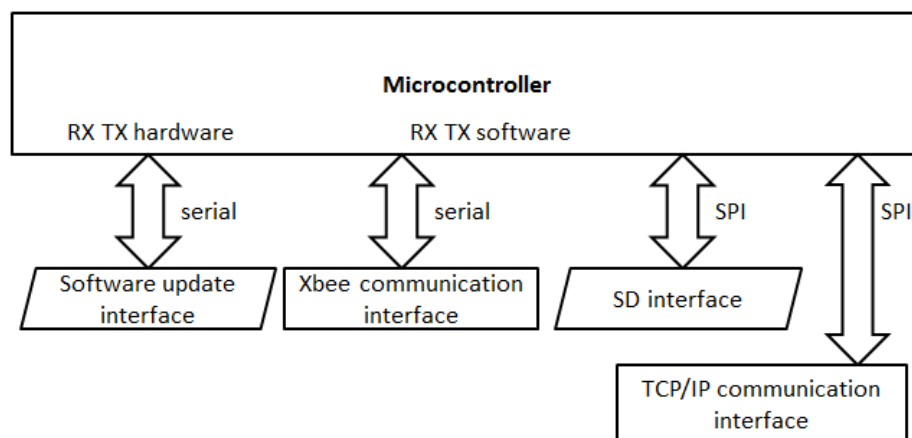 Microcontroller
RX TX hardware
RX TX software
serial
serial
SPI
SPI
Software update
interface
Xbee communication
interface
SD interface
TCP/IP communication
interface